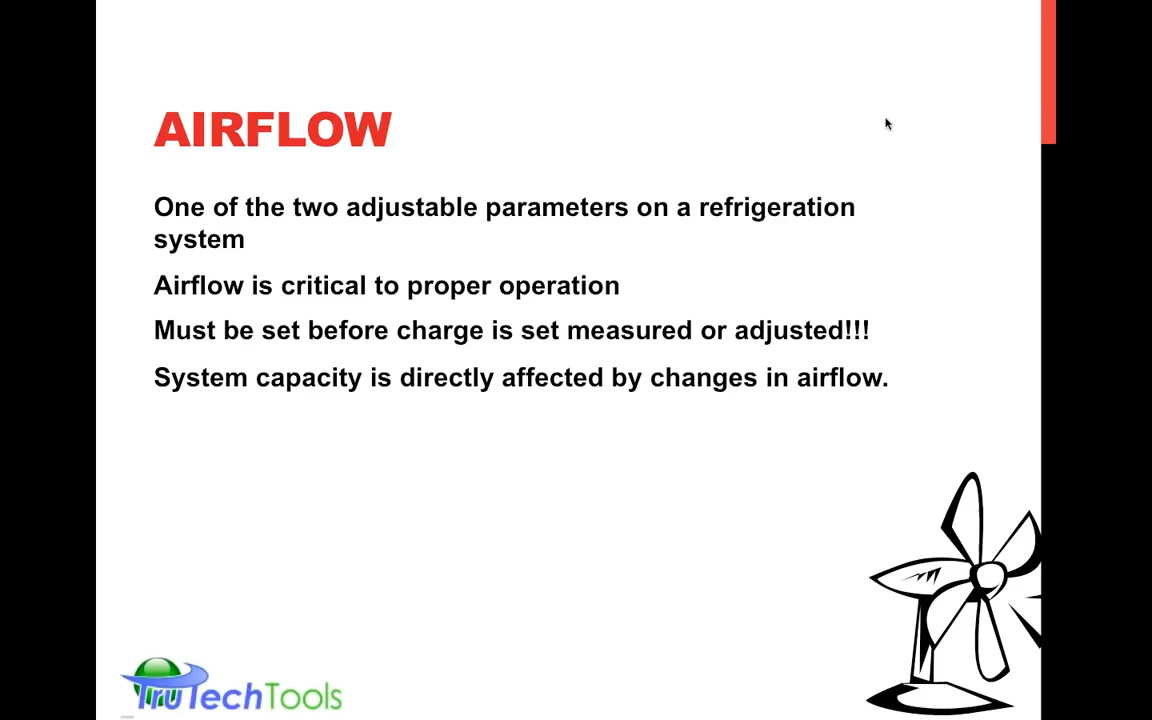 AIRFLOW
One of the two adjustable parameters on a refrigeration
system
Airflow is critical to proper operation
Must be set before charge is set measured or adjusted!!!
System capacity is directly affected by changes in airflow.
TruTechTools